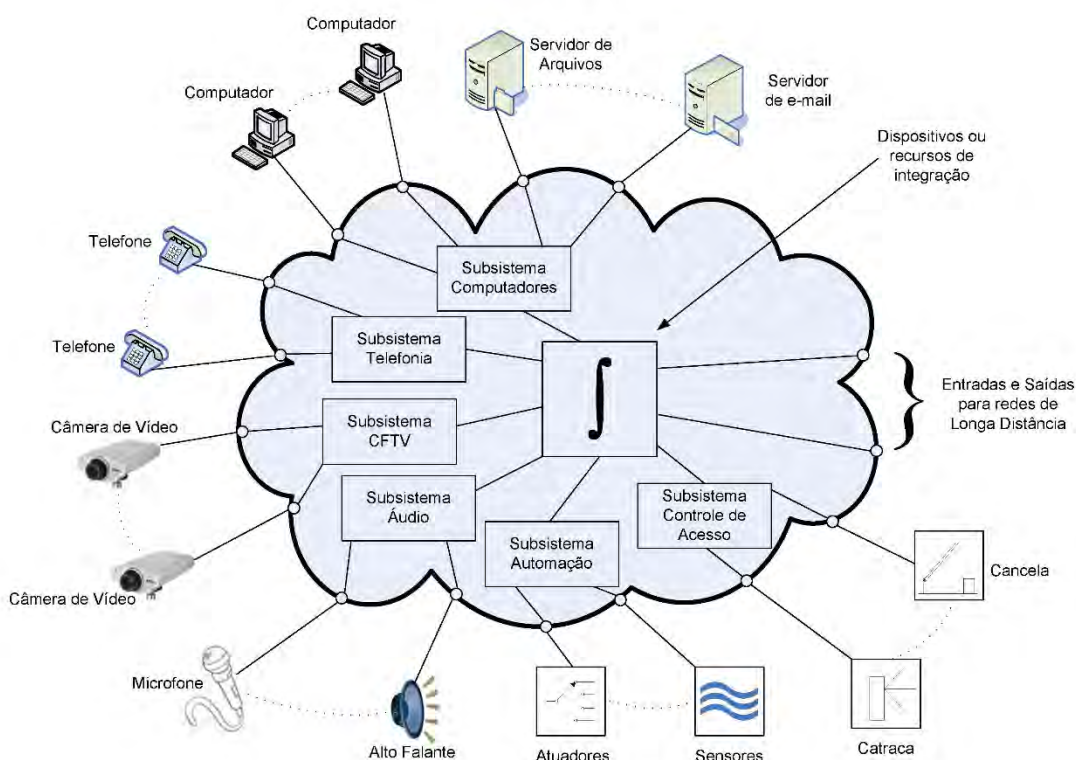 Computador
Computador
Servidor de
Arquivos
Servidor
de e-mail
Dispositivos ou
recursos de
integração
Telefone
Telefone
Subsistema
Computadores
Subsistema
Telefonia
Subsistema
CFTV
Subsistema
Áudio
Subsistema
Automação
Subsistema
Controle de
Acesso
∫
Entradas e Saídas
para redes de
Longa Distância
Câmera de Vídeo
Câmera de Vídeo
Cancela
Microfone
Alto Falante
Atuadores
Sensores
Catraca